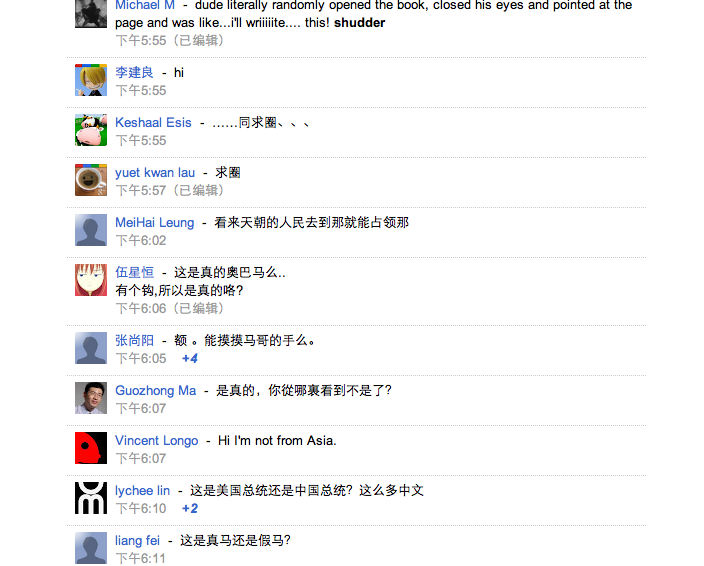 Michael M - dude literally randomly opened the book, closed his eyes and pointed at the
page and was like...i'll wriiiiite.... this! shudder
下午5:55（已编辑）
李建良 - hi
下午5:55
Keshaal Esis - ……同求圈、、、
下午5:55
yuet kwan lau - 求圈
下午5:57（已编辑）
MeiHai Leung - 看来天朝的人民去到那就能占领那
下午6:02
伍星恒 - 这是真的奥巴马么..
有个钩,所以是真的咯?
下午6:06（已编辑）
张尚阳 - 额 。能摸摸马哥的手么。
下午6:05 +4
Guozhong Ma - 是真的，你從哪裏看到不是了?
下午6:07
Vincent Longo - Hi I'm not from Asia.
下午6:07
lychee lin - 这是美国总统还是中国总统？这么多中文
下午6:10 +2
liang fei - 这是真马还是假马?
下午6:11